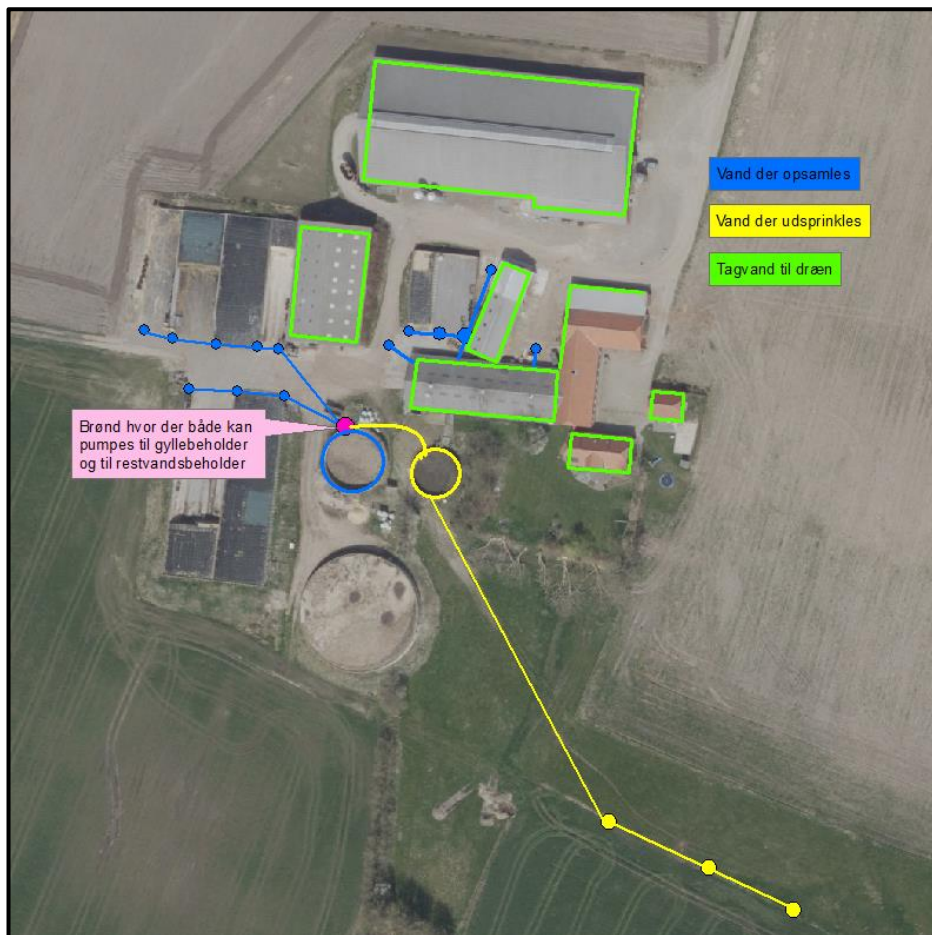 Vand der opsamles
Vand der udsprinkles
Tagvand til dræn
Brønd hvor der både kan
pumpes til gyllebeholder
og til restvandsbeholder